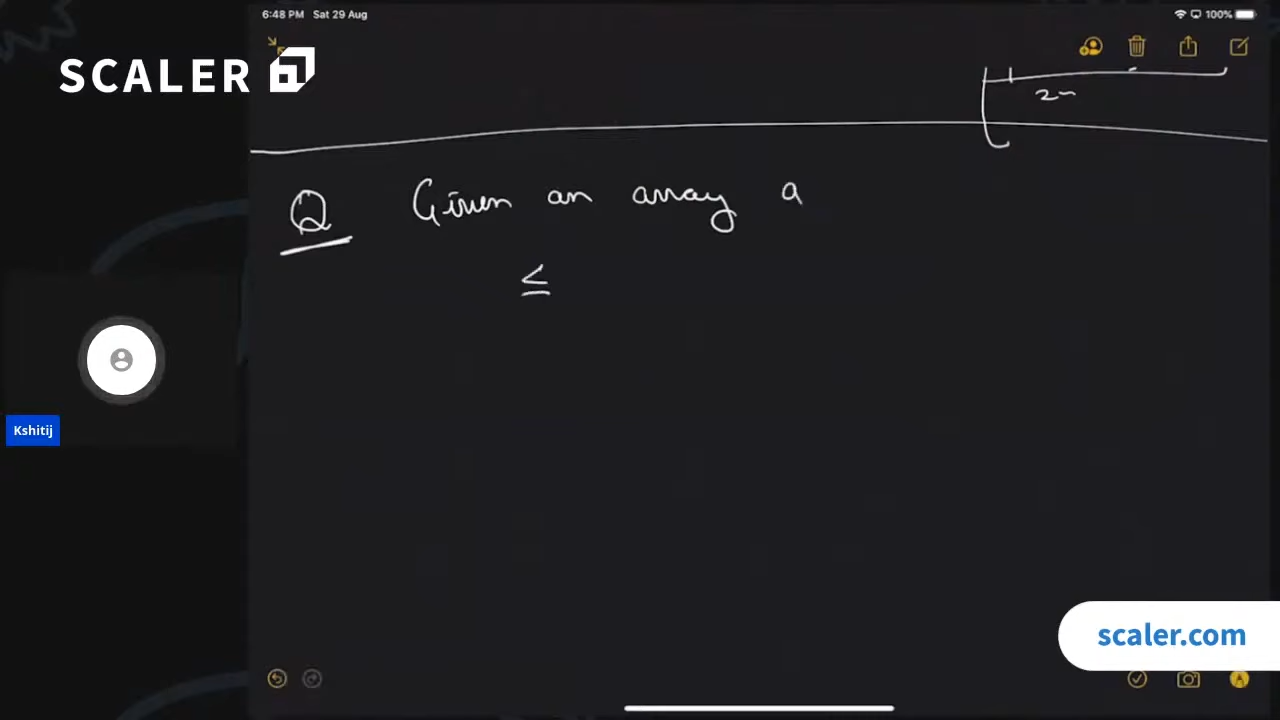 6:48 PM Sat 29 Aug
100%
SCALER
Q Given an array a
≤
Kshitij
scaler.com